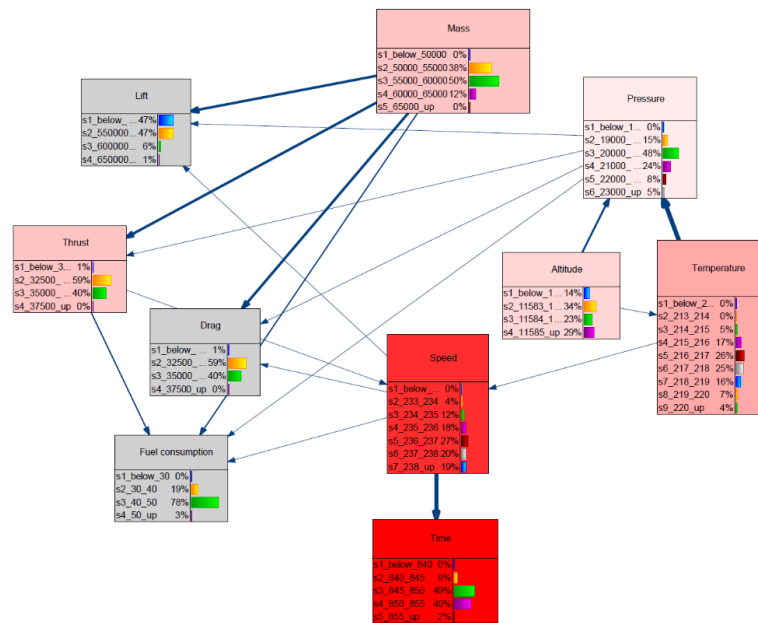 Mass
s1_below_50000 0%
s2_50000_55000 38%
s3_55000_60000 50%
s4_60000_65000 12%
s5_65000_up 0%
Lift
s1_below_ ... 47%
s2_550000... 47%
s3_600000... 6%
s4_650000... 1%
Pressure
s1_below_1... 0%
s2_19000_ ... 15%
s3_20000_ ... 48%
s4_21000_ ... 24%
s5_22000_ ... 8%
s6_23000_up 5%
Thrust
s1_below_3... 1%
s2_32500_ ... 59%
s3_35000_ ... 40%
s4_37500_up 0%
Altitude
s1_below_1... 14%
s2_11583_1... 34%
s3_11584_1... 23%
s4_11585_up 29%
Temperature
s1_below_2... 0%
s2_213_214 0%
s3_214_215 5%
s4_215_216 17%
s5_216_217 26%
s6_217_218 25%
s7_218_219 16%
s8_219_220 7%
s9_220_up 4%
Drag
s1_below_ ... 1%
s2_32500_ ... 59%
s3_35000_ ... 40%
s4_37500_up 0%
Speed
s1_below_... 0%
s2_233_234 4%
s3_234_235 12%
s4_235_236 18%
s5_236_237 27%
s6_237_238 20%
s7_238_up 19%
Fuel consumption
s1_below_30 0%
s2_30_40 19%
s3_40_50 78%
s4_50_up 3%
Time
s1_below_840 0%
s2_840_845 9%
s3_845_850 49%
s4_850_855 40%
s5_855_up 2%